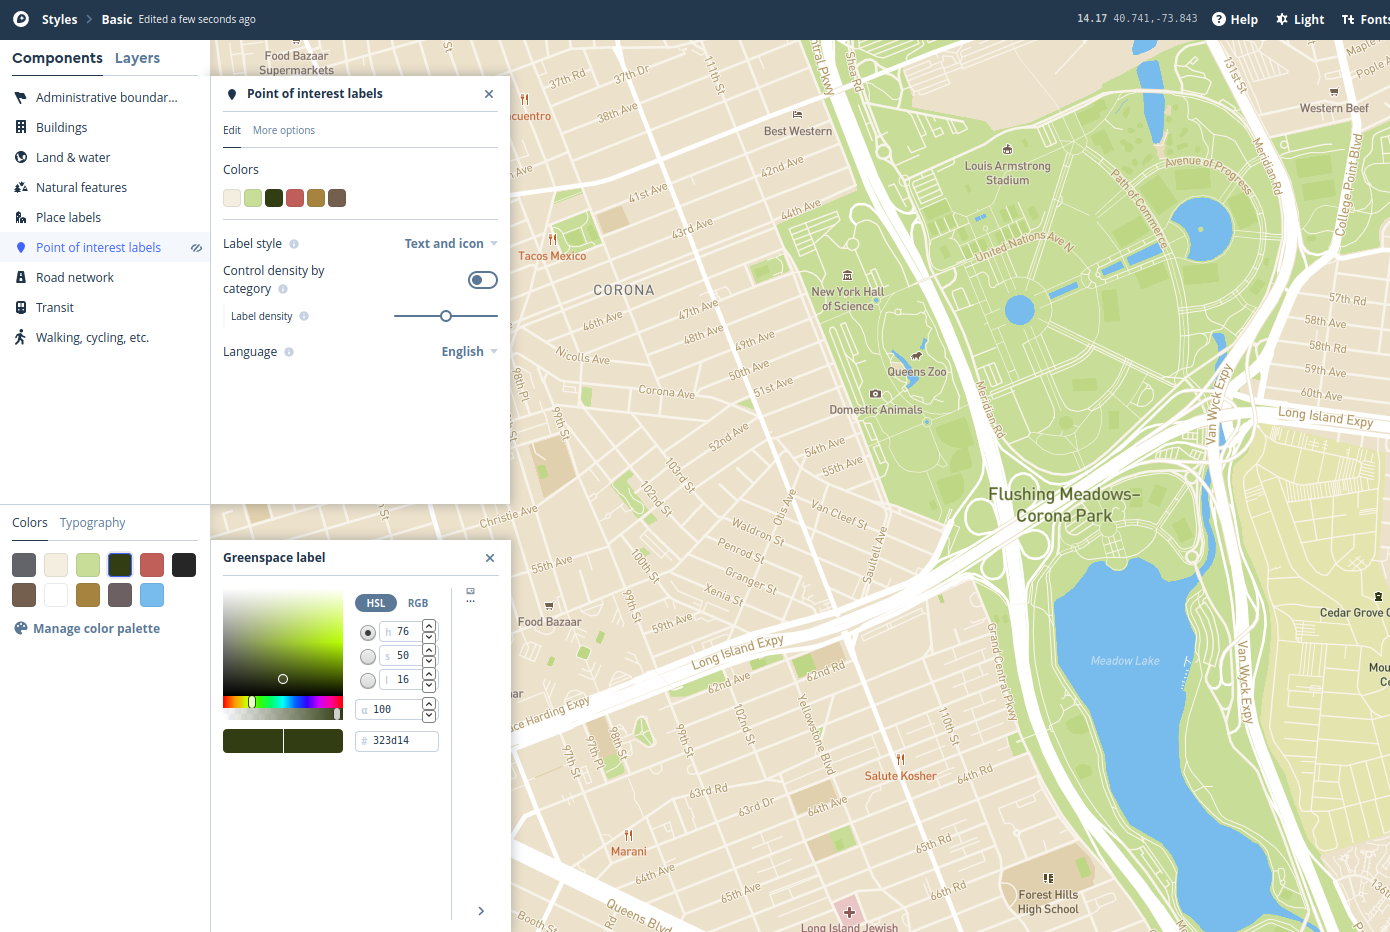 Styles
Basic
Edited a few seconds ago
14.17 40.741,-73.843
Help
Light
Fonts
Components
Layers
Administrative boundar...
Buildings
Land & water
Natural features
Place labels
Point of interest labels
Road network
Transit
Walking, cycling, etc.
Point of interest labels
Edit
More options
Colors
Label style
Text and icon
Control density by
category
Label density
Language
English
Colors
Typography
Manage color palette
Greenspace label
HSL
RGB
h 76
s 50
l 16
α 100
# 323d14
Food Bazaar
Supermarkets
37th Rd
37th Dr
111th St
38th Ave
Shea Rd
131st St
Western Beef
College Point Blvd
Best Western
Louis Armstrong
Stadium
Meridian Rd
Avenue of Progress
Path of Commerce
42nd Ave
41st Ave
44th Ave
43rd Ave
Tacos Mexico
United Nations Ave N
CORONA
New York Hall
of Science
57th Rd
58th Ave
58th Rd
59th Ave
60th Ave
46th Ave
47th Ave
48th Ave
49th Ave
Nicolls Ave
50th Ave
51st Ave
98th Pl
Corona Ave
Queens Zoo
Domestic Animals
Meridian Rd
Van Wyck Expy
Long Island Expy
99th St
52nd Ave
54th Ave
55th Ave
103rd St
102nd St
Otis Ave
Van Cleef St
Flushing Meadows–
Corona Park
Christie Ave
Waldron St
Penrod St
Saultell Ave
55th Ave
100th St
Granger St
Xenia St
99th St
Food Bazaar
59th Ave
Long Island Expy
Cedar Grove C
Grand Central Pkwy
Meadow Lake
Van Wyck Expy
62nd Ave
62nd Rd
ce Harding Expy
97th St
97th Pl
98th St
99th St
102nd St
Yellowstone Blvd
110th St
Salute Kosher
64th Rd
63rd Rd
63rd Dr
64th Ave
Marani
65th Rd
64th Ave
65th Ave
66th Rd
Forest Hills
High School
Queens Blvd
Booth St
Long Island Jewish